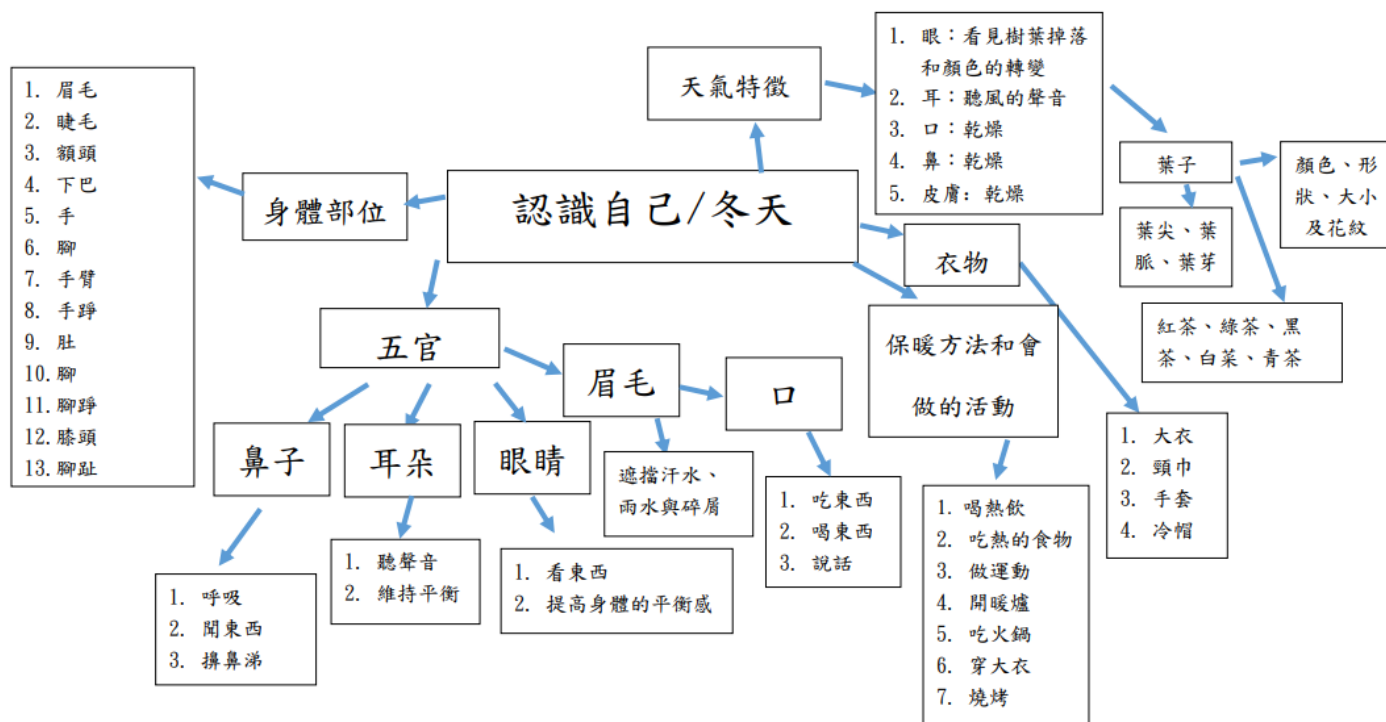 認識自己/冬天
天氣特徵
1. 眼：看見樹葉掉落
和顏色的轉變
2. 耳：聽風的聲音
3. 口：乾燥
4. 鼻：乾燥
5. 皮膚: 乾燥
葉子
顏色、形
狀、大小
及花紋
葉尖、葉
脈、葉芽
紅茶、綠茶、黑
茶、白菜、青茶
身體部位
1. 眉毛
2. 睫毛
3. 額頭
4. 下巴
5. 手
6. 腳
7. 手臂
8. 手踭
9. 肚
10. 腳
11. 腳踭
12. 膝頭
13. 腳趾
衣物
1. 大衣
2. 頸巾
3. 手套
4. 冷帽
保暖方法和會
做的活動
1. 喝熱飲
2. 吃熱的食物
3. 做運動
4. 開暖爐
5. 吃火鍋
6. 穿大衣
7. 燒烤
五官
鼻子
1. 呼吸
2. 聞東西
3. 擤鼻涕
耳朵
1. 聽聲音
2. 維持平衡
眼睛
1. 看東西
2. 提高身體的平衡感
眉毛
遮擋汗水、
雨水與碎屑
口
1. 吃東西
2. 喝東西
3. 說話